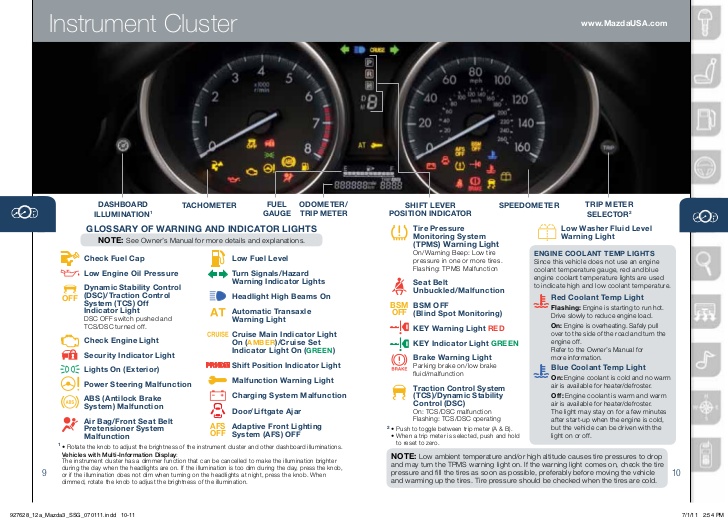 Instrument Cluster
www.MazdaUSA.com
DASHBOARD
ILLUMINATION¹
TACHOMETER
FUEL
GAUGE
ODOMETER/
TRIP METER
SHIFT LEVER
POSITION INDICATOR
SPEEDOMETER
TRIP METER
SELECTOR²
GLOSSARY OF WARNING AND INDICATOR LIGHTS
NOTE: See Owner's Manual for more details and explanations.
Check Fuel Cap
Low Engine Oil Pressure
OFF
Dynamic Stability Control
(DSC)/Traction Control
System (TCS) Off
Indicator Light
DSC OFF switch pushed and
TCS/DSC turned off.
Check Engine Light
Security Indicator Light
Lights On (Exterior)
Power Steering Malfunction
ABS (Antilock Brake
System) Malfunction
Air Bag/Front Seat Belt
Pretensioner System
Malfunction
Low Fuel Level
Turn Signals/Hazard
Warning Indicator Lights
Headlight High Beams On
AT
Automatic Transaxle
Warning Light
CRUISE
Cruise Main Indicator Light
On (AMBER)/Cruise Set
Indicator Light On (GREEN)
Shift Position Indicator Light
Malfunction Warning Light
Charging System Malfunction
Door/Liftgate Ajar
AFS
OFF
Adaptive Front Lighting
System (AFS) OFF
¹ • Rotate the knob to adjust the brightness of the instrument cluster and other dashboard illuminations.
Vehicles with Multi-Information Display:
The instrument cluster has a dimmer function that can be cancelled to make the illumination brighter
during the day when the headlights are on. If the illumination is too dim during the day, press the knob,
or if the illumination does not dim when turning on the headlights at night, press the knob. When
dimmed, rotate the knob to adjust the brightness of the illumination.
9
Tire Pressure
Monitoring System
(TPMS) Warning Light
On/Warning Beep: Low tire
pressure in one or more tires.
Flashing: TPMS Malfunction
Seat Belt
Unbuckled/Malfunction
BSM
OFF
BSM OFF
(Blind Spot Monitoring)
KEY Warning Light RED
KEY Indicator Light GREEN
BRAKE
Brake Warning Light
Parking brake on/low brake
fluid/malfunction
Traction Control System
(TCS)/Dynamic Stability
Control (DSC)
On: TCS/DSC malfunction
Flashing: TCS/DSC operating
² • Push to toggle between trip meter (A & B).
• When a trip meter is selected, push and hold
to reset to zero.
Low Washer Fluid Level
Warning Light
ENGINE COOLANT TEMP LIGHTS
Since this vehicle does not use an engine
coolant temperature gauge, red and blue
engine coolant temperature lights are used
to indicate high and low coolant temperature.
Red Coolant Temp Light
Flashing: Engine is starting to run hot.
Drive slowly to reduce engine load.
On: Engine is overheating. Safely pull
over to the side of the road and turn the
engine off.
Refer to the Owner's Manual for
more information.
Blue Coolant Temp Light
On: Engine coolant is cold and no warm
air is available for heater/defroster.
Off: Engine coolant is warm and warm
air is available for heater/defroster.
The light may stay on for a few minutes
after start-up when the engine is cold,
but the vehicle can be driven with the
light on or off.
NOTE: Low ambient temperature and/or high altitude causes tire pressures to drop
and may turn the TPMS warning light on. If the warning light comes on, check the tire
pressure and fill the tires as soon as possible, preferably before moving the vehicle
and warming up the tires. Tire pressure should be checked when the tires are cold.
10
927628_12a_Mazda3_SSG_070111.indd 10-11
7/1/11 2:54 PM